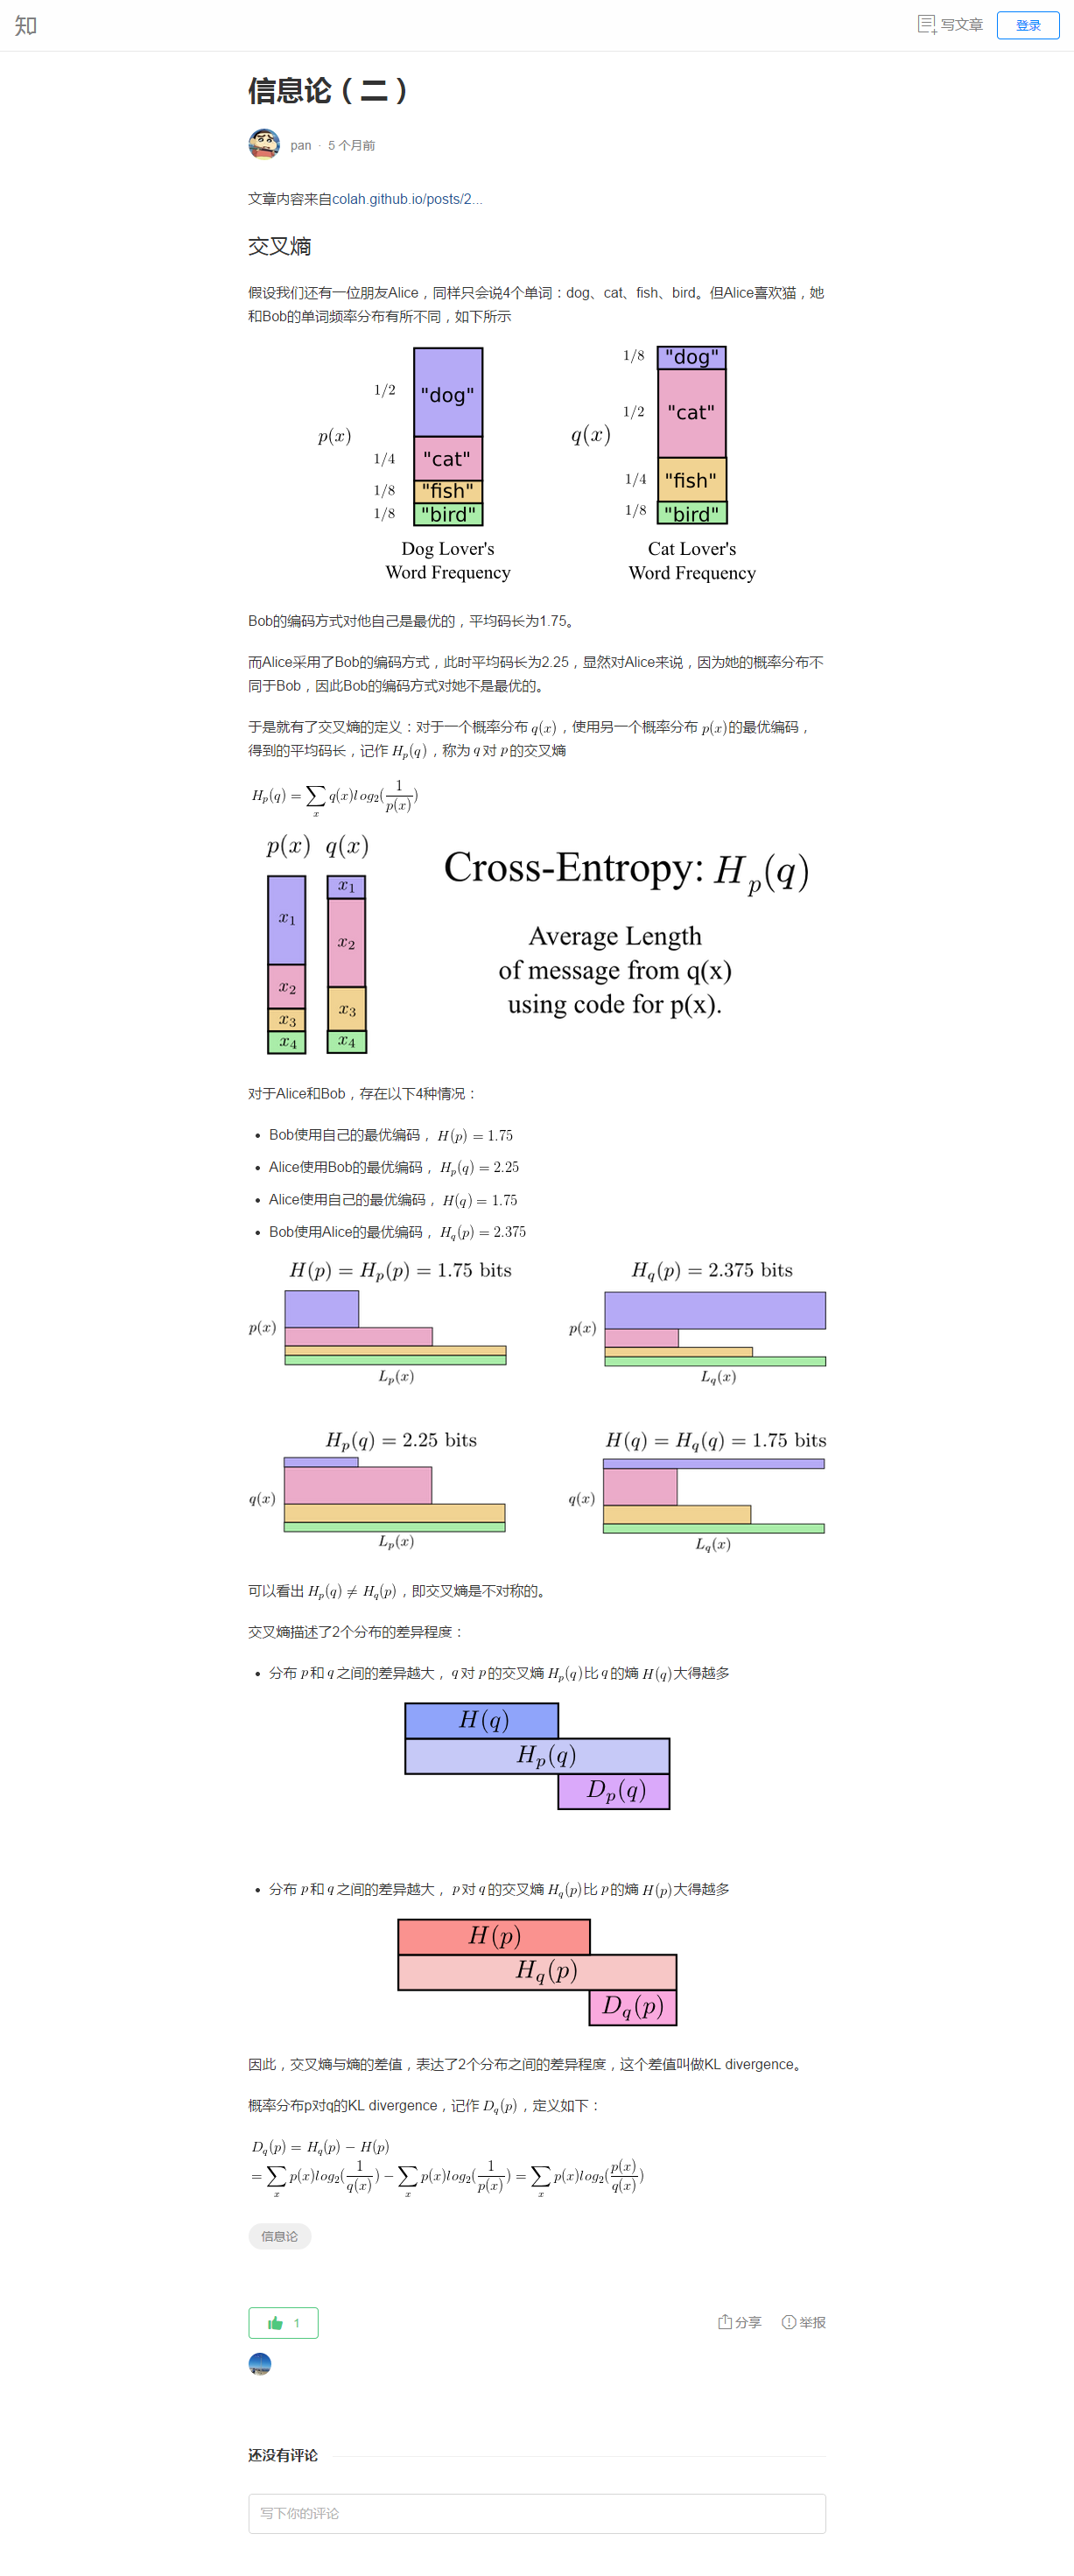 知
写文章
登录
信息论（二）
pan · 5 个月前
文章内容来自colah.github.io/posts/2...
交叉熵
假设我们还有一位朋友Alice，同样只会说4个单词：dog、cat、fish、bird。但Alice喜欢猫，她
和Bob的单词频率分布有所不同，如下所示
p(x)
1/2 "dog"
1/4 "cat"
1/8 "fish"
1/8 "bird"
Dog Lover's
Word Frequency
q(x)
1/8 "dog"
1/2 "cat"
1/4 "fish"
1/8 "bird"
Cat Lover's
Word Frequency
Bob的编码方式对他自己是最优的，平均码长为1.75。
而Alice采用了Bob的编码方式，此时平均码长为2.25，显然对Alice来说，因为她的概率分布不
同于Bob，因此Bob的编码方式对她不是最优的。
于是就有了交叉熵的定义：对于一个概率分布 q(x)，使用另一个概率分布 p(x)的最优编码，
得到的平均码长，记作 H_p(q)，称为 q 对 p 的交叉熵
H_p(q) = ∑_x q(x)log_2(1/p(x))
p(x) q(x)
x_1
x_2
x_3
x_4
x_1
x_2
x_3
x_4
Cross-Entropy: H_p(q)
Average Length
of message from q(x)
using code for p(x).
对于Alice和Bob，存在以下4种情况：
• Bob使用自己的最优编码， H(p) = 1.75
• Alice使用Bob的最优编码， H_p(q) = 2.25
• Alice使用自己的最优编码， H(q) = 1.75
• Bob使用Alice的最优编码， H_q(p) = 2.375
H(p) = H_p(p) = 1.75 bits
p(x)
L_p(x)
H_q(p) = 2.375 bits
p(x)
L_q(x)
H_p(q) = 2.25 bits
q(x)
L_p(x)
H(q) = H_q(q) = 1.75 bits
q(x)
L_q(x)
可以看出 H_p(q) ≠ H_q(p)，即交叉熵是不对称的。
交叉熵描述了2个分布的差异程度：
• 分布 p 和 q 之间的差异越大， q 对 p 的交叉熵 H_p(q)比 q 的熵 H(q)大得越多
H(q)
H_p(q)
D_p(q)
• 分布 p 和 q 之间的差异越大， p 对 q 的交叉熵 H_q(p)比 p 的熵 H(p)大得越多
H(p)
H_q(p)
D_q(p)
因此，交叉熵与熵的差值，表达了2个分布之间的差异程度，这个差值叫做KL divergence。
概率分布p对q的KL divergence，记作 D_q(p)，定义如下：
D_q(p) = H_q(p) − H(p)
= ∑_x p(x)log_2(1/q(x)) − ∑_x p(x)log_2(1/p(x)) = ∑_x p(x)log_2(p(x)/q(x))
信息论
1
分享
举报
还没有评论
写下你的评论